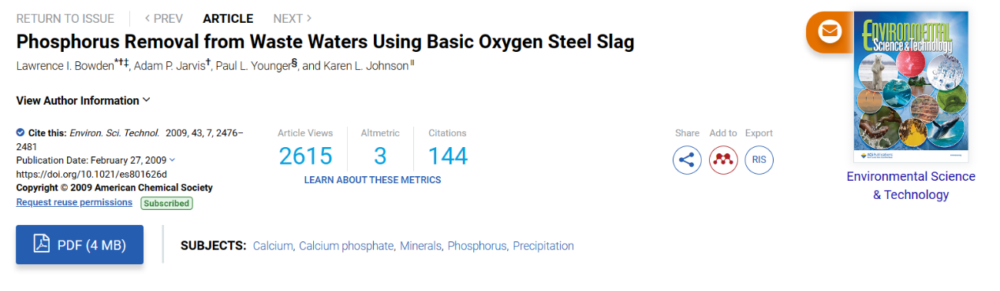 RETURN TO ISSUE < PREV ARTICLE NEXT >
Phosphorus Removal from Waste Waters Using Basic Oxygen Steel Slag
Lawrence I. Bowden*†‡, Adam P. Jarvis†, Paul L. Younger§, and Karen L. Johnson∥
View Author Information
Cite this: Environ. Sci. Technol. 2009, 43, 7, 2476–
2481
Publication Date: February 27, 2009
https://doi.org/10.1021/es801626d
Copyright © 2009 American Chemical Society
Request reuse permissions Subscribed
Article Views Altmetric Citations
2615 3 144
LEARN ABOUT THESE METRICS
Share Add to Export
RIS
ENVIRONMENTAL
Science & Technology
ACS Publications
Environmental Science
& Technology
PDF (4 MB)
SUBJECTS: Calcium, Calcium phosphate, Minerals, Phosphorus, Precipitation